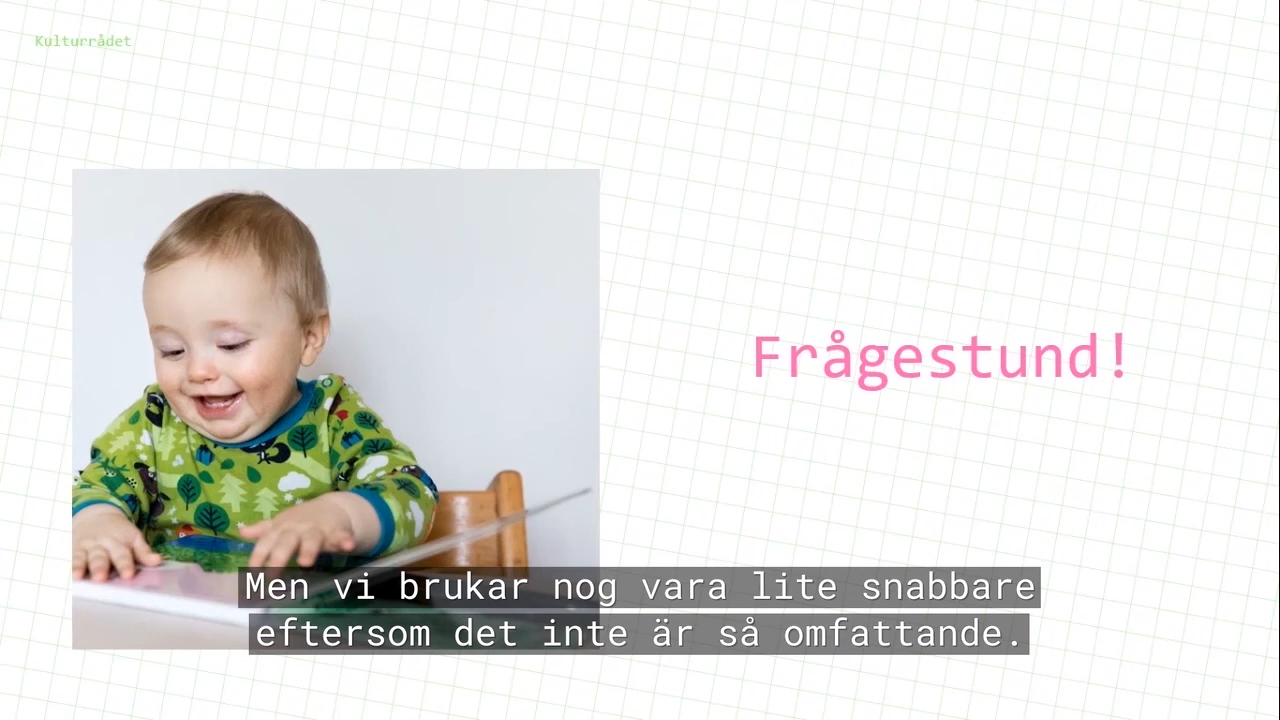 Kulturrådet
Frågestund!
Men vi brukar nog vara lite snabbare
eftersom det inte är så omfattande.